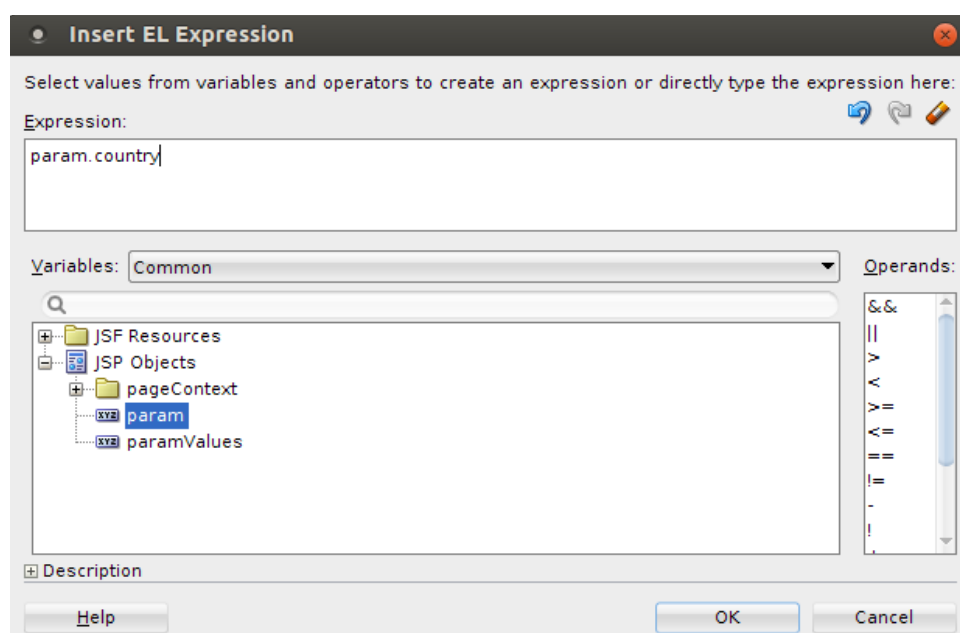 Insert EL Expression
Select values from variables and operators to create an expression or directly type the expression here:
Expression:
param.country
Variables: Common
Operands:
JSF Resources
JSP Objects
pageContext
param
paramValues
&&
||
>
<
>=
<=
==
!=
-
!
Description
Help
OK
Cancel